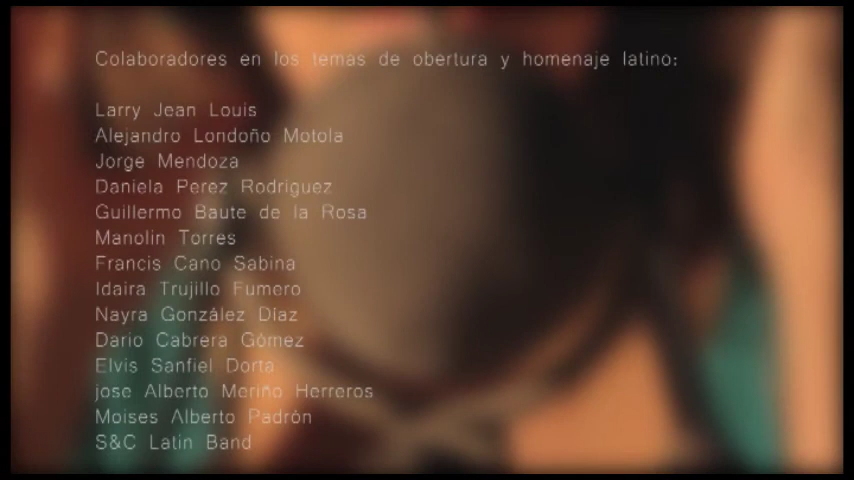 Colaboradores en los temas de obertura y homenaje latino:
Larry Jean Louis
Alejandro Londoño Motola
Jorge Mendoza
Daniela Perez Rodriguez
Guillermo Baute de la Rosa
Manolin Torres
Francis Cano Sabina
Idaira Trujillo Fumero
Nayra González Díaz
Dario Cabrera Gómez
Elvis Sanfiel Dorta
jose Alberto Meriño Herreros
Moises Alberto Padrón
S&C Latin Band